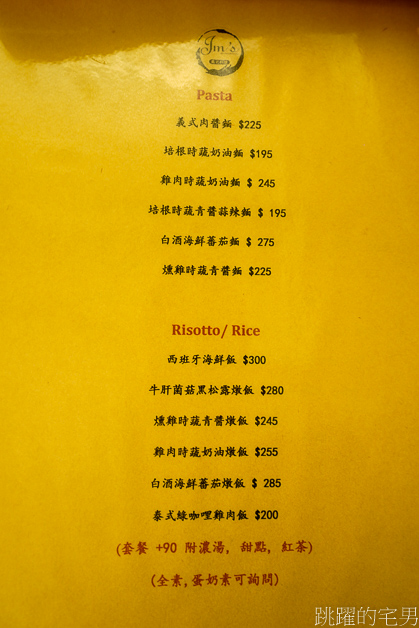 Jm's
Pasta
義式肉醬麵 $225
培根時蔬奶油麵 $195
雞肉時蔬奶油麵 $ 245
培根時蔬青醬蒜辣麵 $ 195
白酒海鮮蕃茄麵 $ 275
燻雞時蔬青醬麵 $225
Risotto/ Rice
西班牙海鮮飯 $300
牛肝菌菇黑松露燉飯 $280
燻雞時蔬青醬燉飯 $245
雞肉時蔬奶油燉飯 $255
白酒海鮮蕃茄燉飯 $ 285
泰式綠咖哩雞肉飯 $200
(套餐 +90 附濃湯, 甜點, 紅茶)
(全素,蛋奶素可詢問)
跳躍的宅男